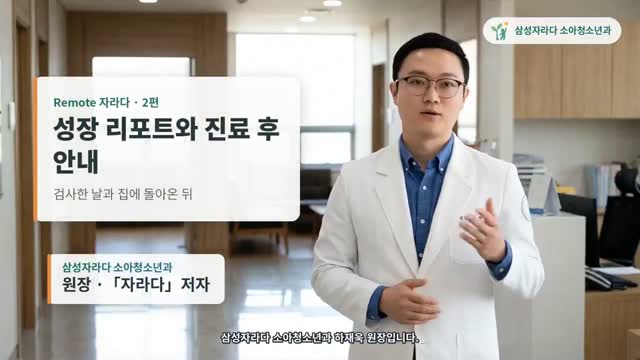 삼성자라다 소아청소년과
Remote 자라다 · 2편
성장 리포트와 진료 후
안내
검사한 날과 집에 돌아온 뒤
삼성자라다 소아청소년과
원장 · 「자라다」 저자
삼성자라다 소아청소년과 하재욱 원장입니다.